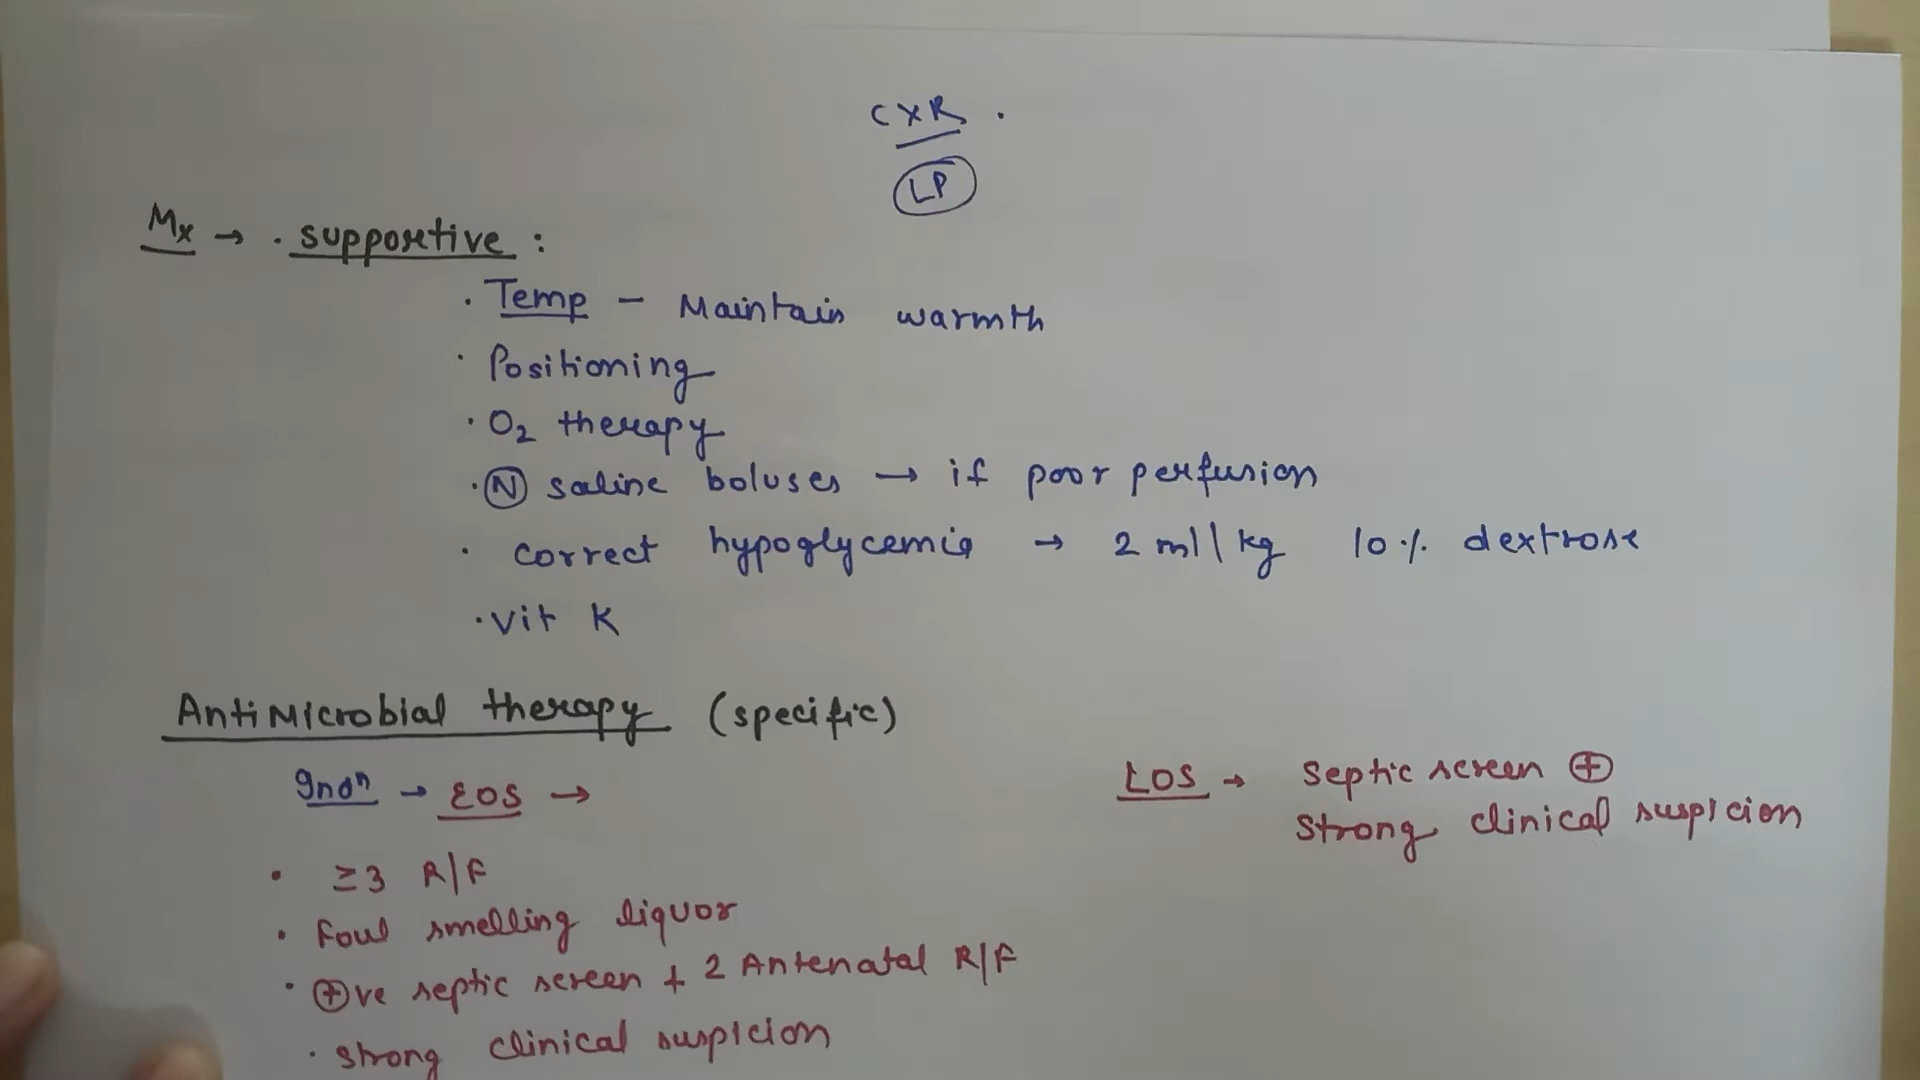 CXR.
LP
Mx → . supportive :
. Temp - Maintain warmth
. Positioning
. O2 therapy
. (N) saline boluses → if poor perfusion
. correct hypoglycemia → 2 ml/kg 10% dextrose
. Vit K
AntiMicrobial therapy (specific)
Indn → EOS →
LOS → Septic screen ⊕
strong clinical suspicion
• ≥3 R/F
• Foul smelling liquor
• ⊕ve septic screen + 2 Antenatal R/F
. strong clinical suspicion